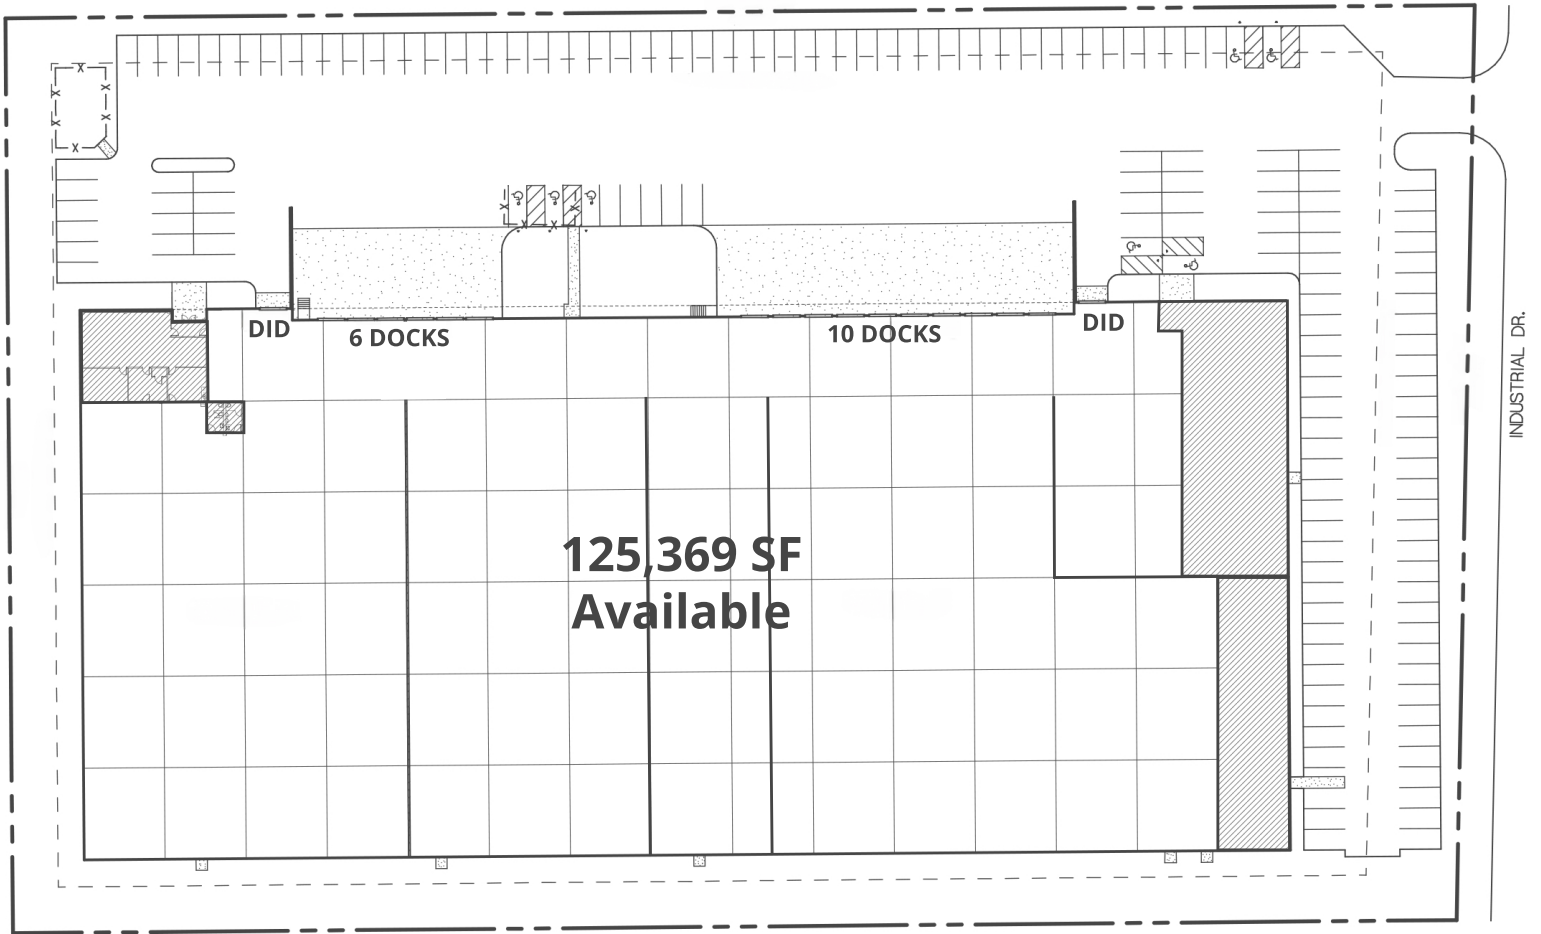 DID
6 DOCKS
10 DOCKS
DID
INDUSTRIAL DR.
125,369 SF
Available